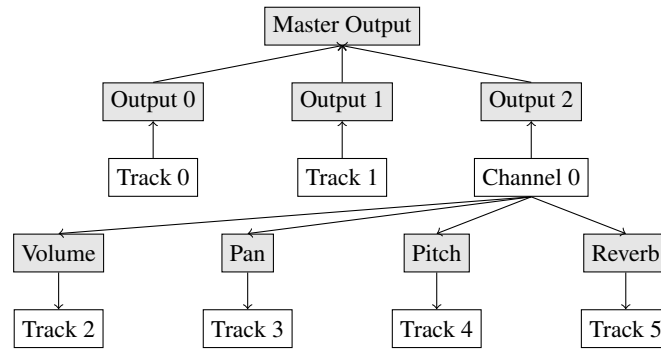 Master Output
Output 0 Output 1 Output 2
Track 0 Track 1 Channel 0
Volume Pan Pitch Reverb
Track 2 Track 3 Track 4 Track 5